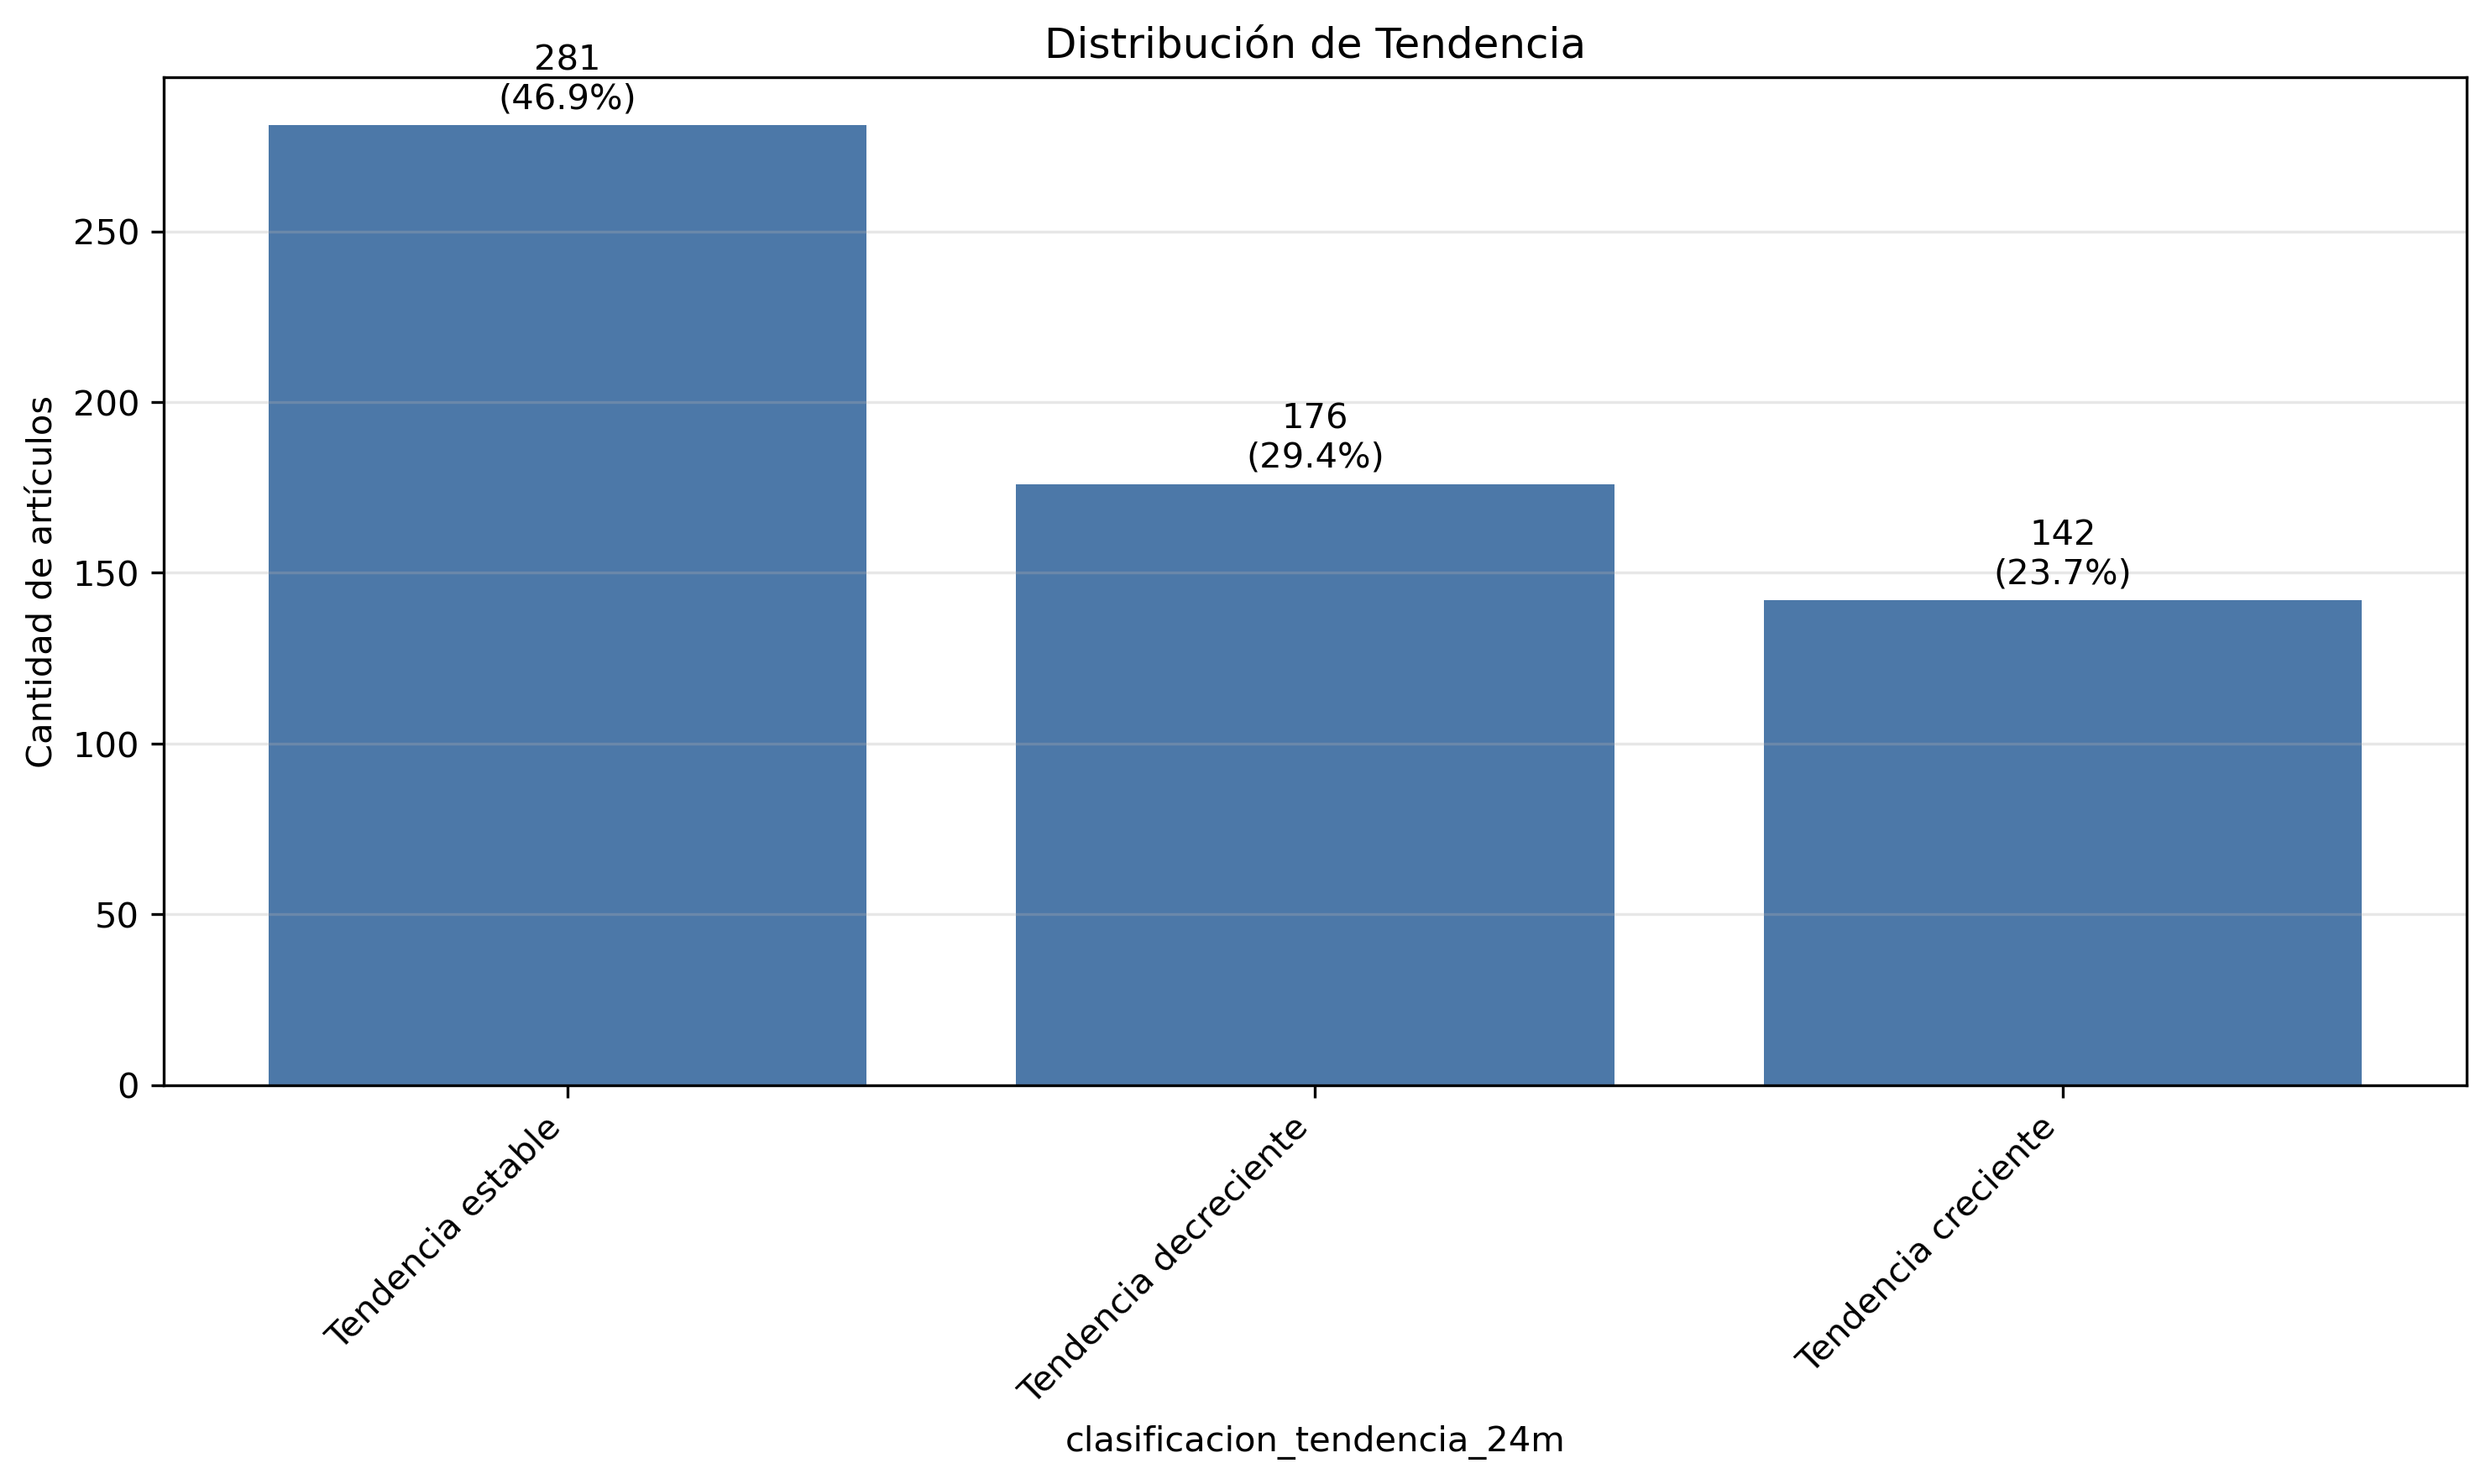 Distribución de Tendencia
281
(46.9%)
176
(29.4%)
142
(23.7%)
Cantidad de artículos
250
200
150
100
50
0
Tendencia estable
Tendencia decreciente
Tendencia creciente
clasificacion_tendencia_24m